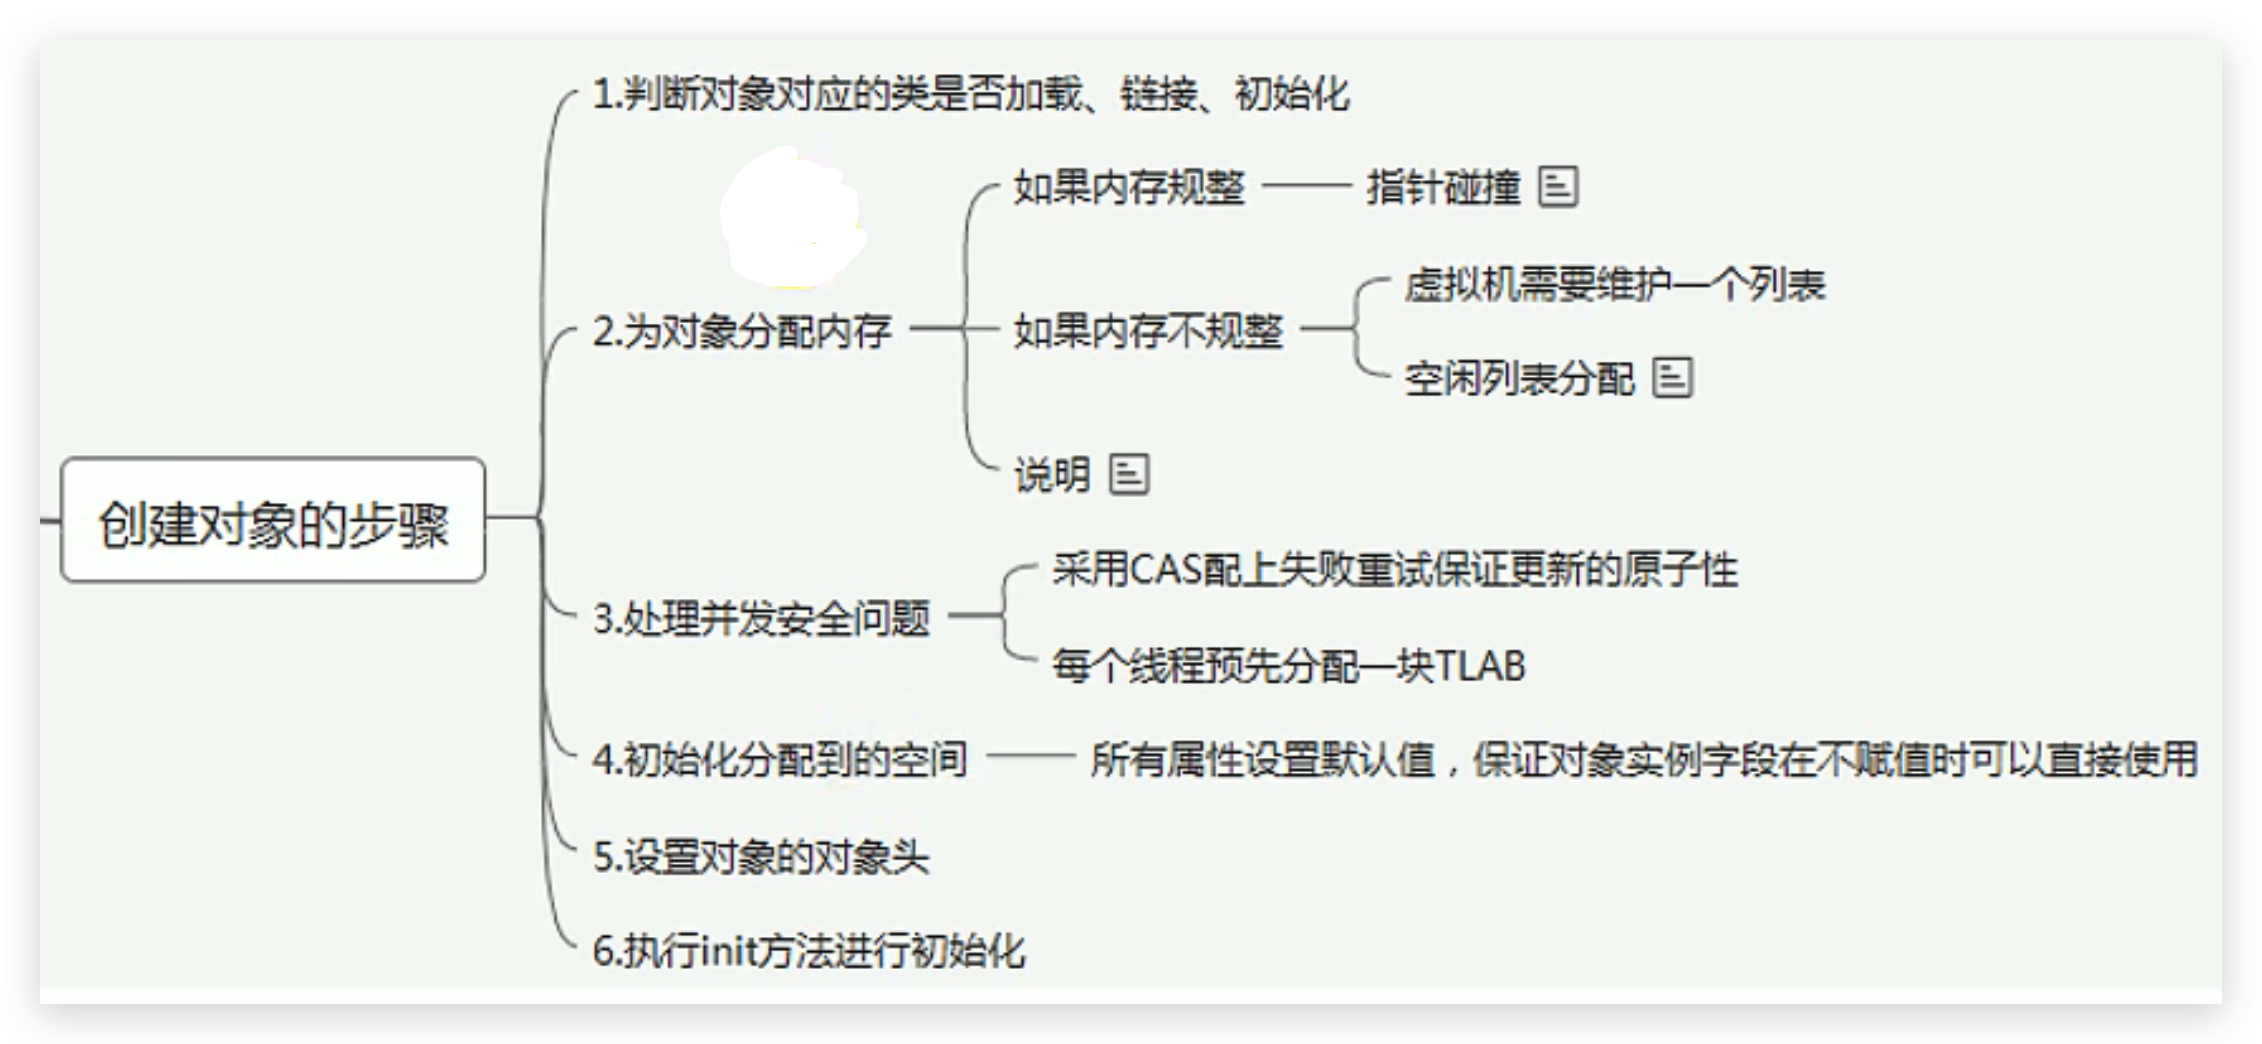 1.判断对象对应的类是否加载、链接、初始化
如果内存规整
指针碰撞
2.为对象分配内存
如果内存不规整
虚拟机需要维护一个列表
空闲列表分配
说明
创建对象的步骤
3.处理并发安全问题
采用CAS配上失败重试保证更新的原子性
每个线程预先分配一块TLAB
4.初始化分配到的空间
所有属性设置默认值，保证对象实例字段在不赋值时可以直接使用
5.设置对象的对象头
6.执行init方法进行初始化